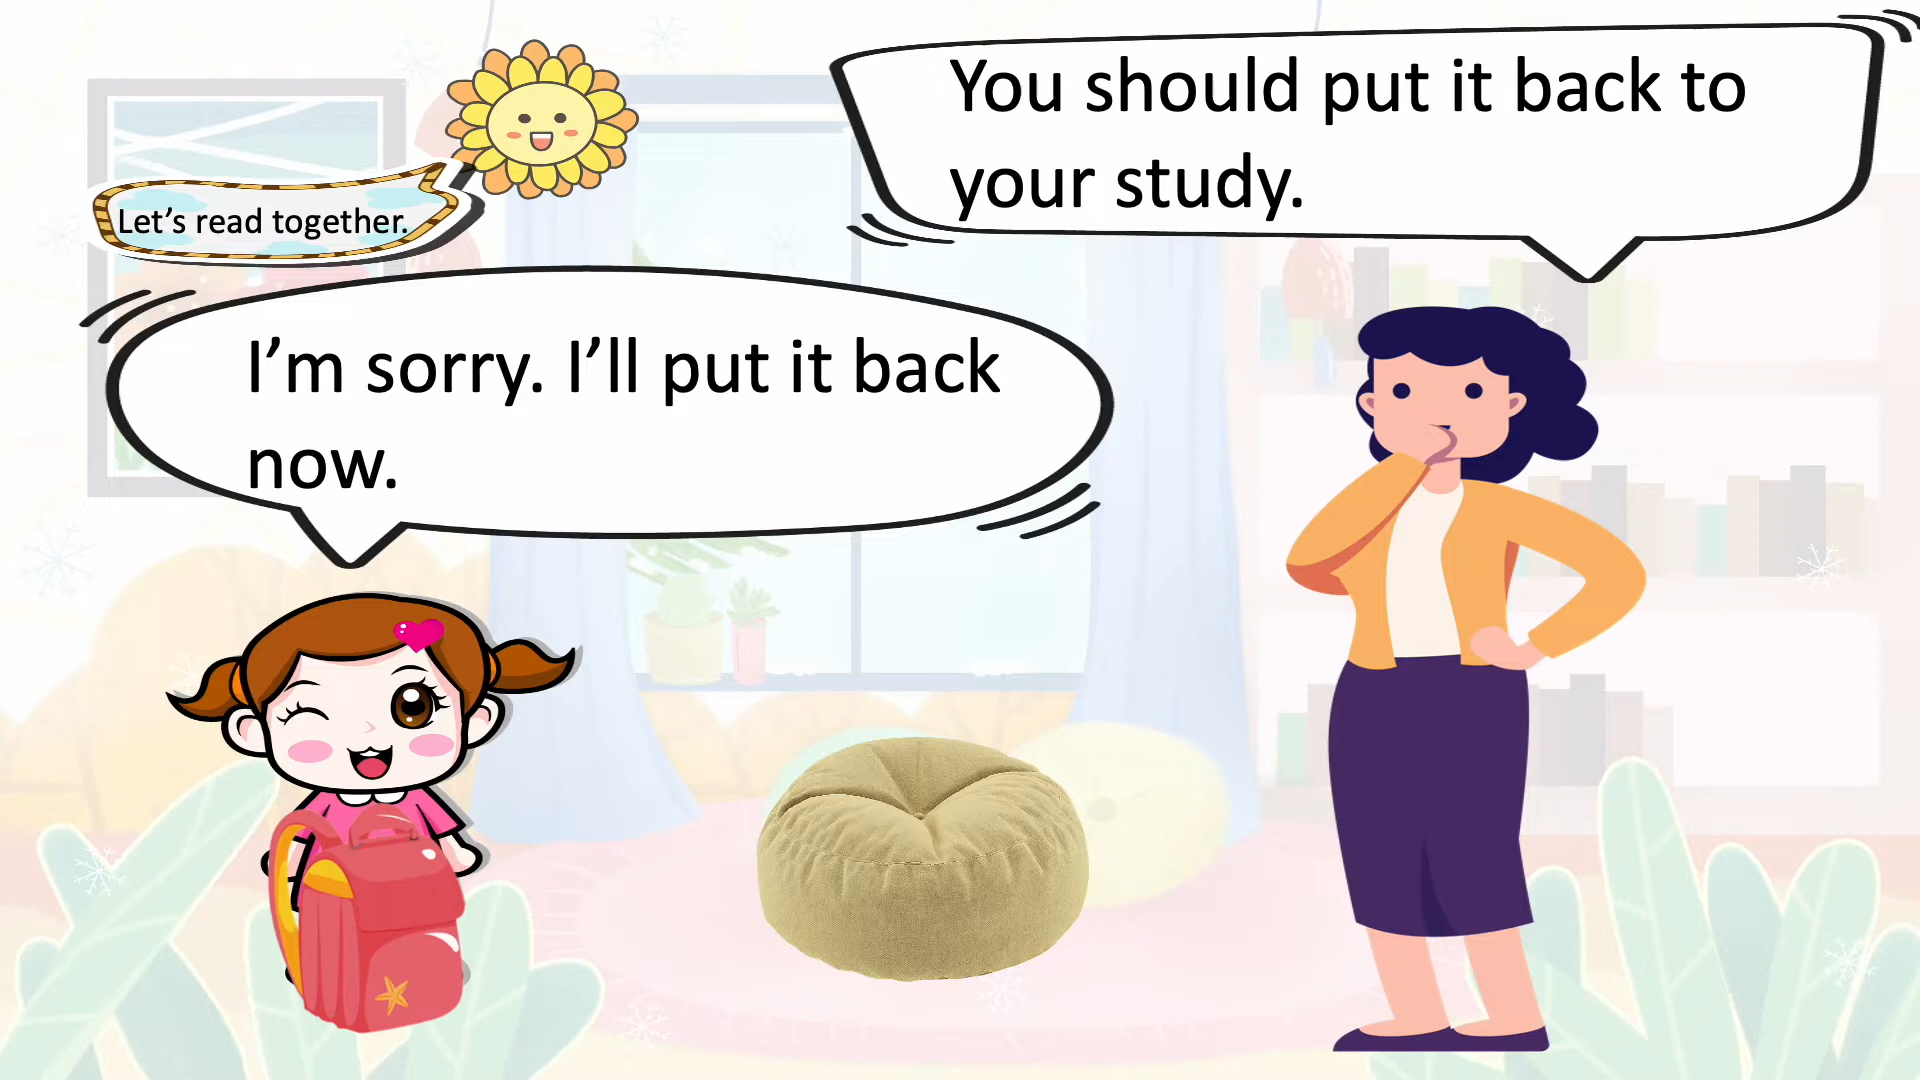 Let’s read together.
You should put it back to
your study.
I’m sorry. I’ll put it back
now.